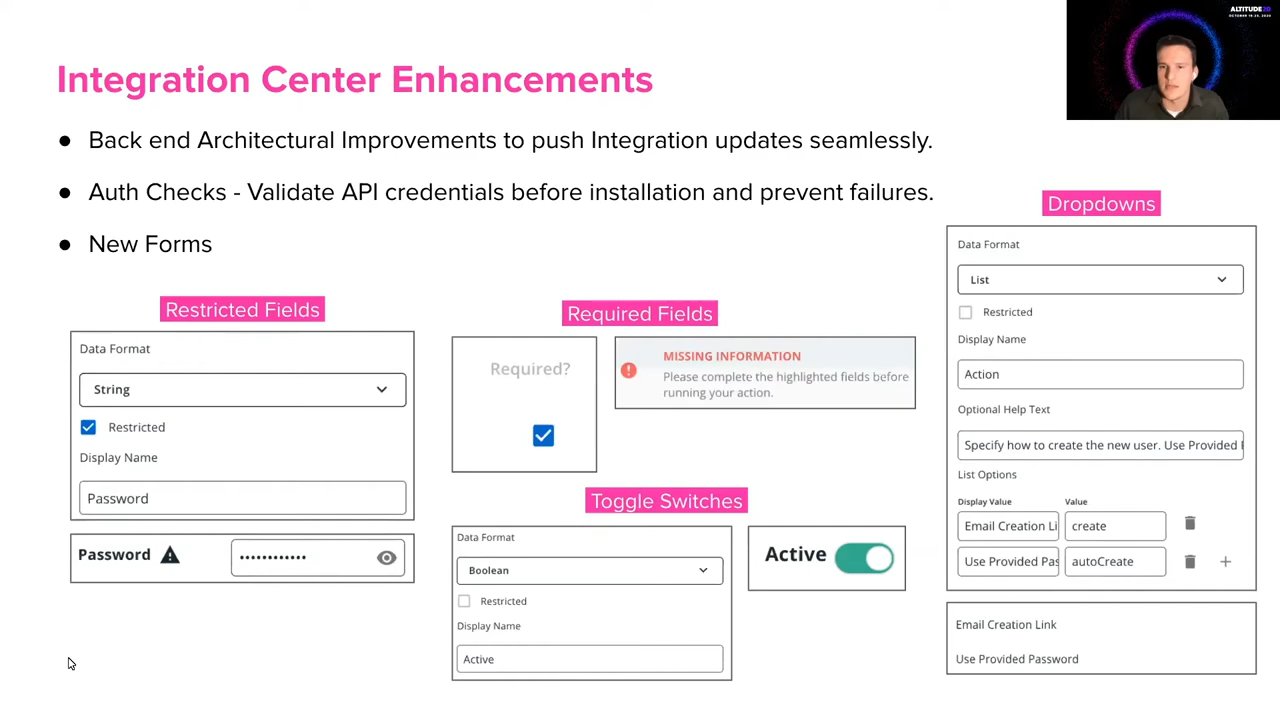 ALTITUDE20
Integration Center Enhancements
● Back end Architectural Improvements to push Integration updates seamlessly.
● Auth Checks - Validate API credentials before installation and prevent failures.
● New Forms
Restricted Fields
Data Format
String
Restricted
Display Name
Password
Password
••••••••••••
Required Fields
Required?
MISSING INFORMATION
Please complete the highlighted fields before
running your action.
Toggle Switches
Data Format
Boolean
Restricted
Display Name
Active
Active
Dropdowns
Data Format
List
Restricted
Display Name
Action
Optional Help Text
Specify how to create the new user. Use Provided
List Options
Display Value Value
Email Creation Li create
Use Provided Pas autoCreate
Email Creation Link
Use Provided Password